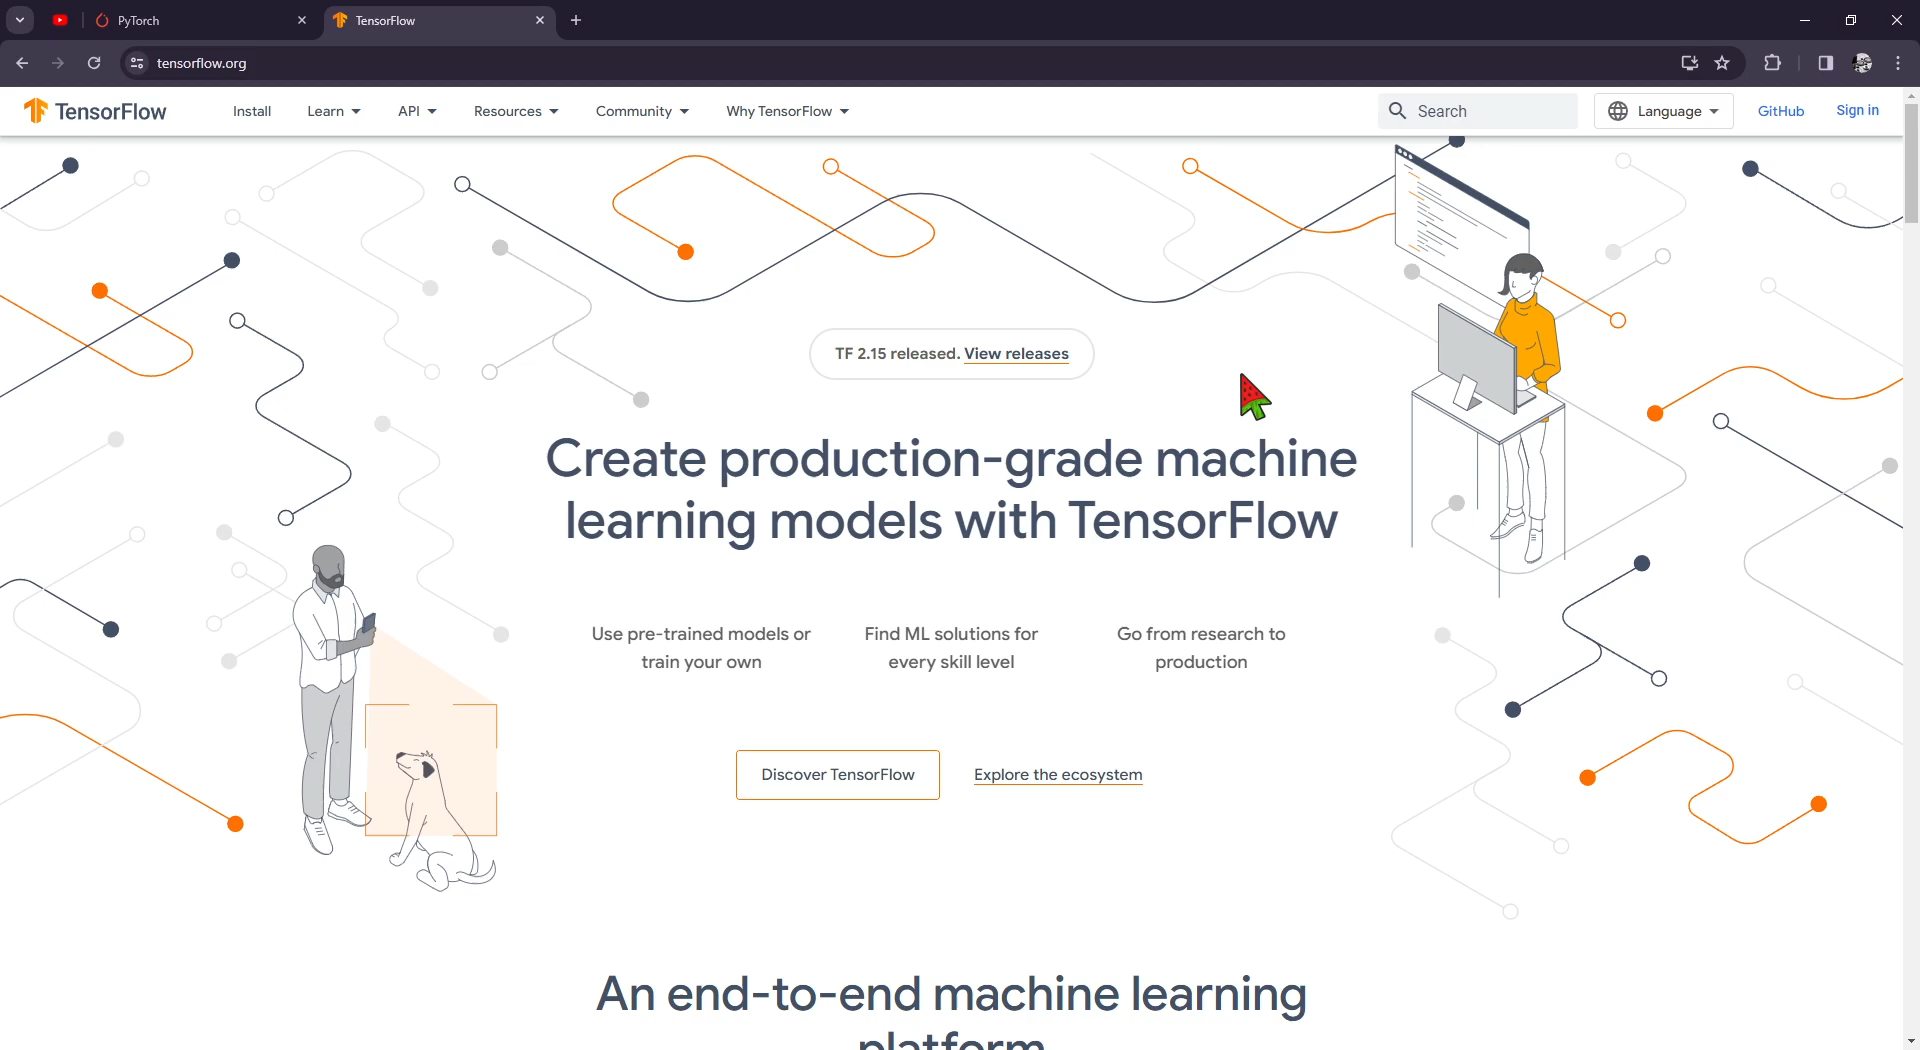 PyTorch
TensorFlow
tensorflow.org
TensorFlow
Install
Learn
API
Resources
Community
Why TensorFlow
Search
Language
GitHub
Sign in
TF 2.15 released. View releases
Create production-grade machine
learning models with TensorFlow
Use pre-trained models or
train your own
Find ML solutions for
every skill level
Go from research to
production
Discover TensorFlow
Explore the ecosystem
An end-to-end machine learning
platform